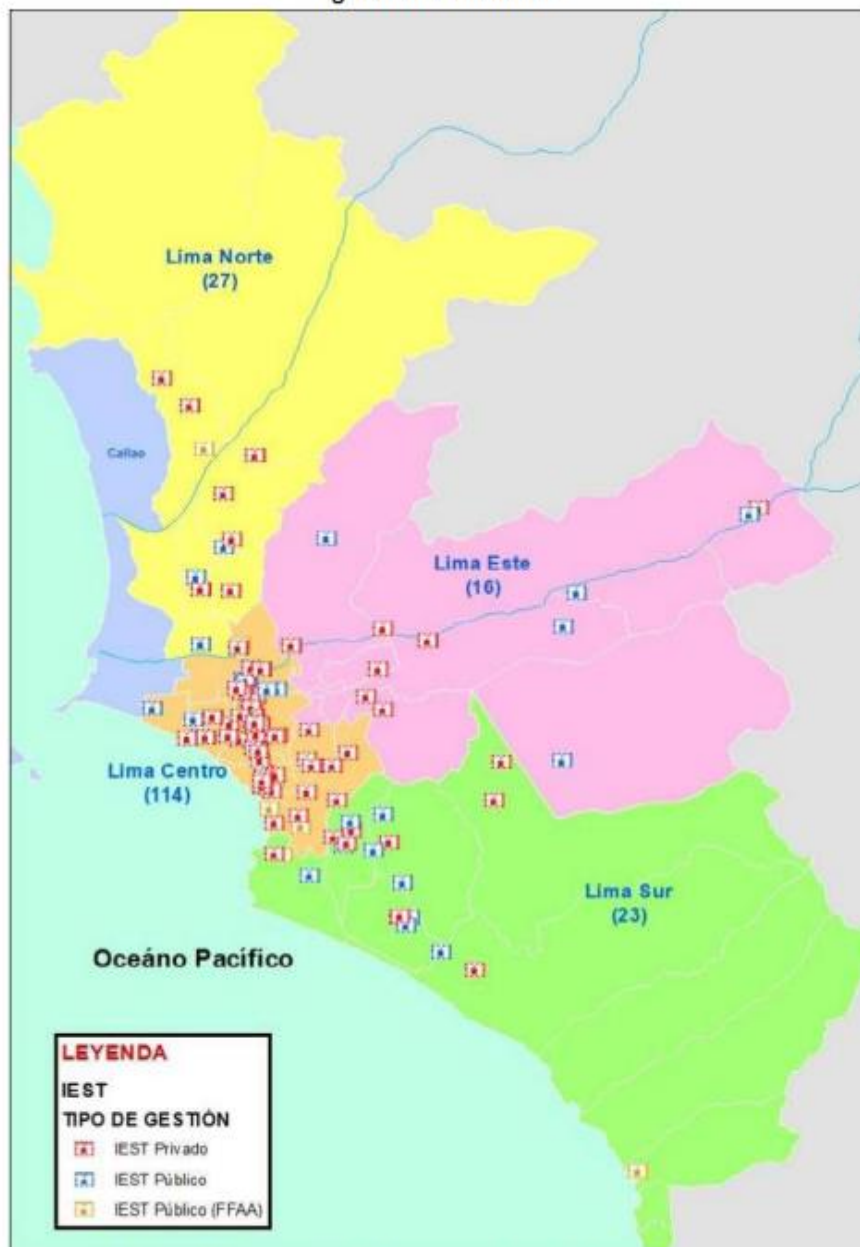 Lima Norte
(27)
Callao
Lima Este
(16)
Lima Centro
(114)
Lima Sur
(23)
Oceáno Pacífico
LEYENDA
IEST
TIPO DE GESTIÓN
IEST Privado
IEST Público
IEST Público (FFAA)